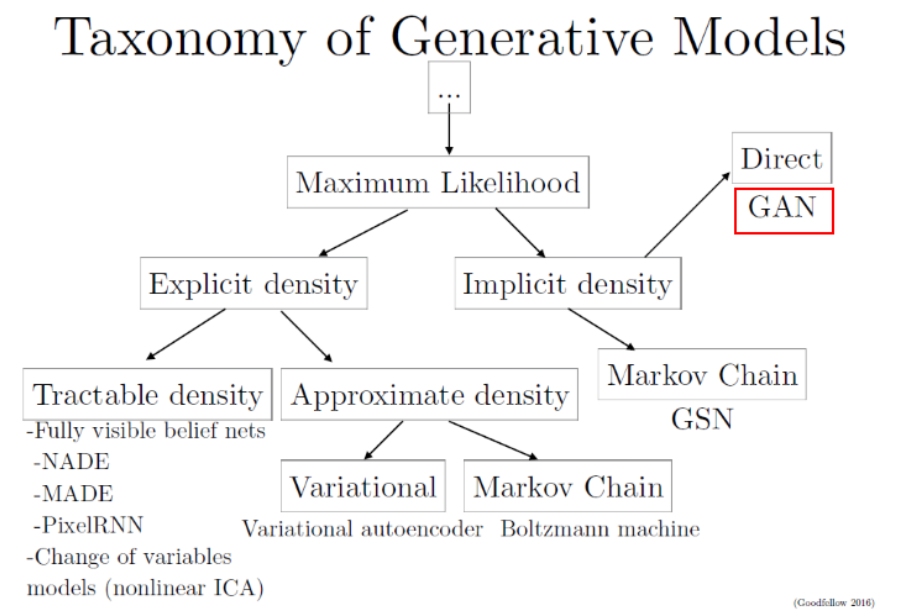 Taxonomy of Generative Models
...
Maximum Likelihood
Direct
GAN
Explicit density
Implicit density
Tractable density
-Fully visible belief nets
-NADE
-MADE
-PixelRNN
-Change of variables
models (nonlinear ICA)
Approximate density
Variational
Variational autoencoder
Markov Chain
Boltzmann machine
Markov Chain
GSN
(Goodfellow 2016)